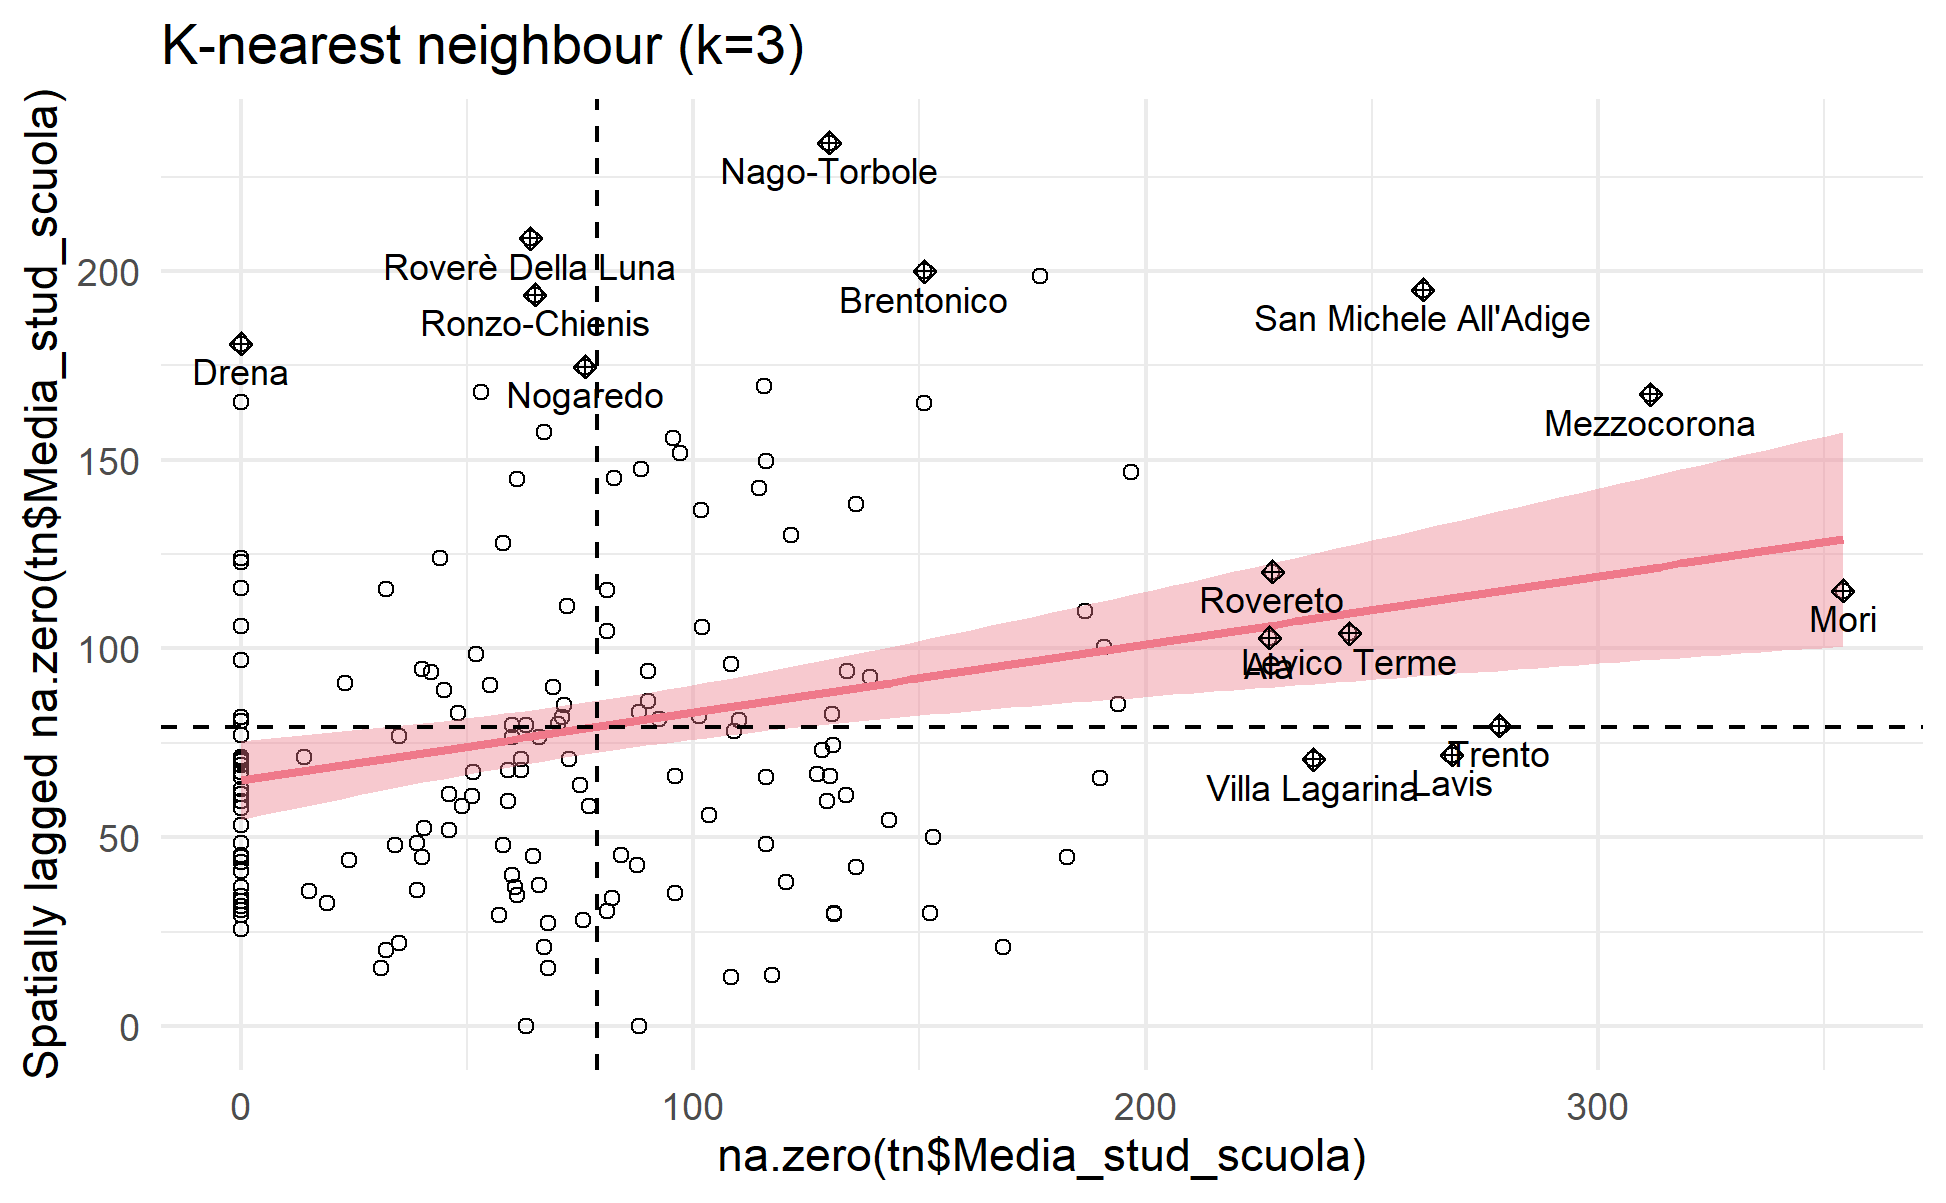 K-nearest neighbour (k=3)
Spatially lagged na.zero(tn$Media_stud_scuola)
200
150
100
50
0
Nago-Torbole
Roverè Della Luna
Brentonico
San Michele All'Adige
Ronzo-Chienis
Drena
Nogaredo
Mezzocorona
Rovereto
Mori
Ala
Levico Terme
Trento
Villa Lagarina
Lavis
0
100
200
300
na.zero(tn$Media_stud_scuola)